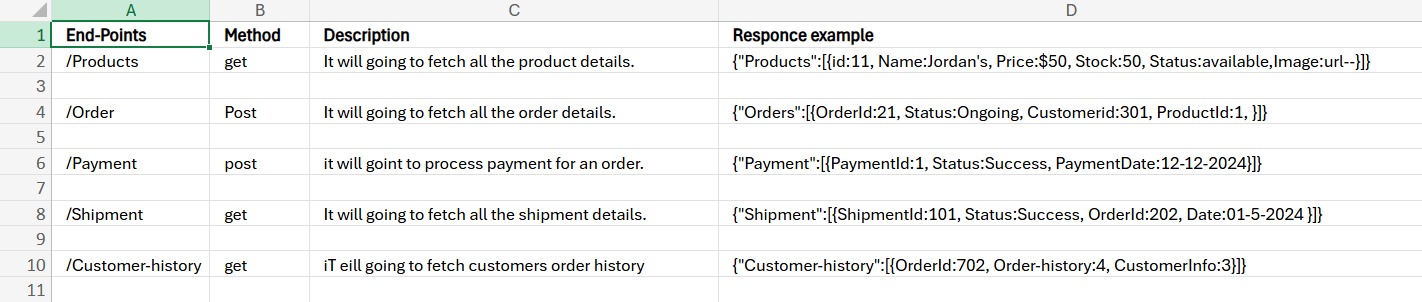 A B C D
1 End-Points Method Description Responce example
2 /Products get It will going to fetch all the product details. {"Products":[{id:11, Name:Jordan's, Price:$50, Stock:50, Status:available,Image:url--}]}
3
4 /Order Post It will going to fetch all the order details. {"Orders":[{OrderId:21, Status:Ongoing, Customerid:301, ProductId:1, }]}
5
6 /Payment post it will goint to process payment for an order. {"Payment":[{PaymentId:1, Status:Success, PaymentDate:12-12-2024}]}
7
8 /Shipment get It will going to fetch all the shipment details. {"Shipment":[{ShipmentId:101, Status:Success, OrderId:202, Date:01-5-2024 }]}
9
10 /Customer-history get iT eill going to fetch customers order history {"Customer-history":[{OrderId:702, Order-history:4, CustomerInfo:3}]}
11